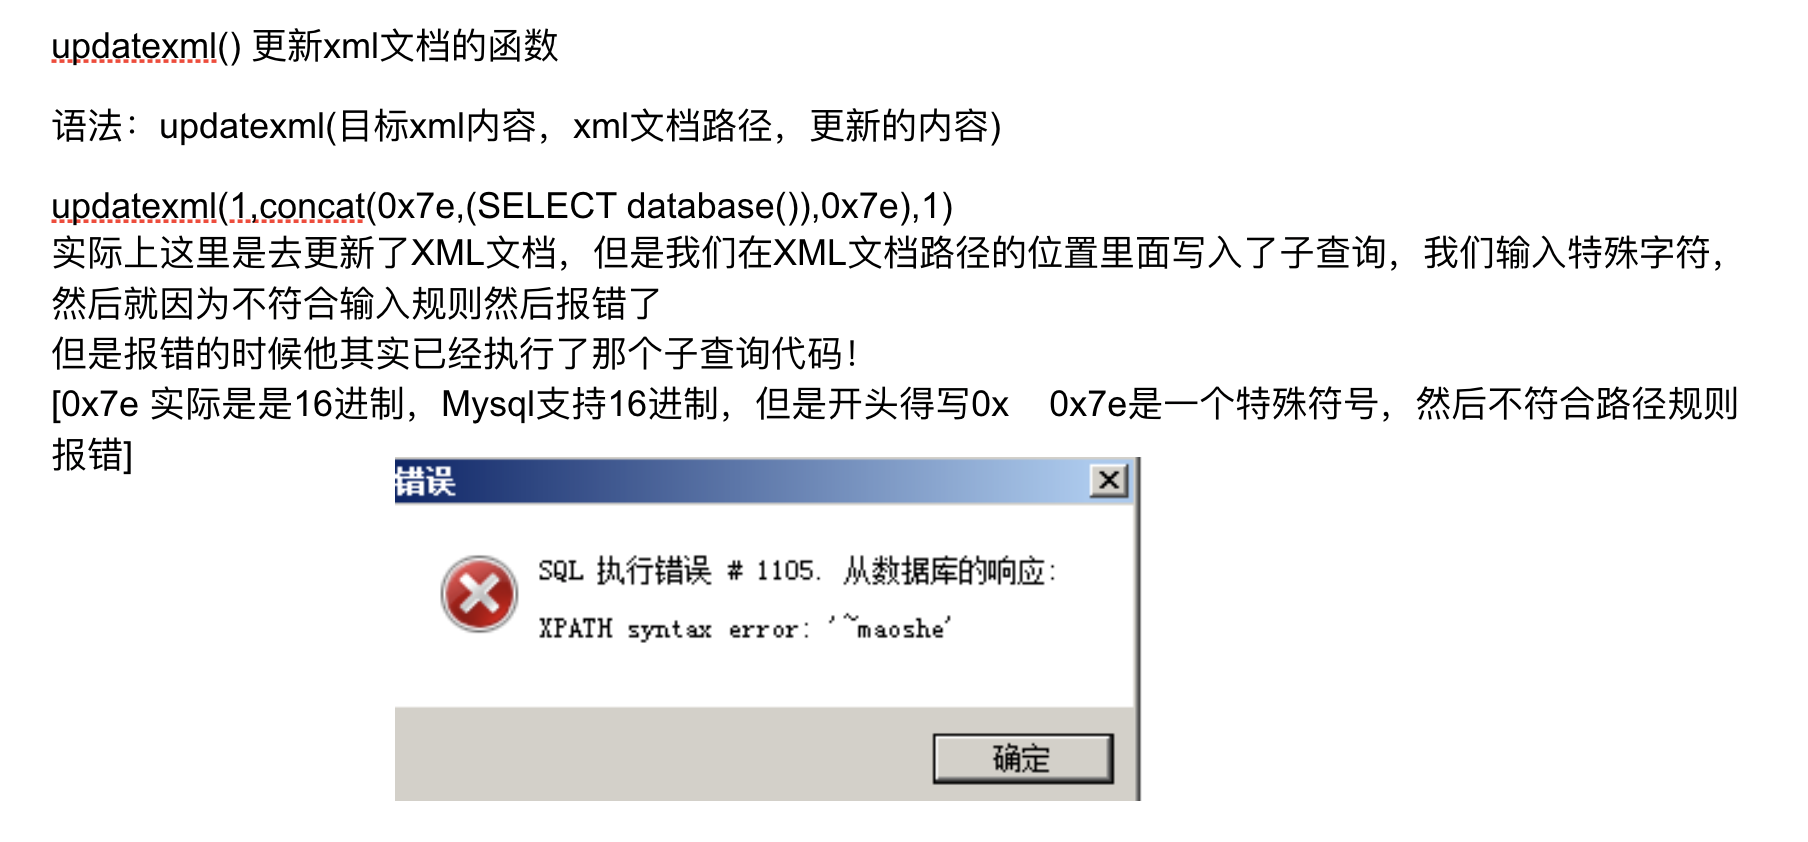 updatexml() 更新xml文档的函数
语法：updatexml(目标xml内容，xml文档路径，更新的内容)
updatexml(1,concat(0x7e,(SELECT database()),0x7e),1)
实际上这里是去更新了XML文档，但是我们在XML文档路径的位置里面写入了子查询，我们输入特殊字符，
然后就因为不符合输入规则然后报错了
但是报错的时候他其实已经执行了那个子查询代码！
[0x7e 实际是是16进制，Mysql支持16进制，但是开头得写0x    0x7e是一个特殊符号，然后不符合路径规则
报错]
错误
SQL 执行错误 # 1105. 从数据库的响应:
XPATH syntax error: '~maoshe'
确定